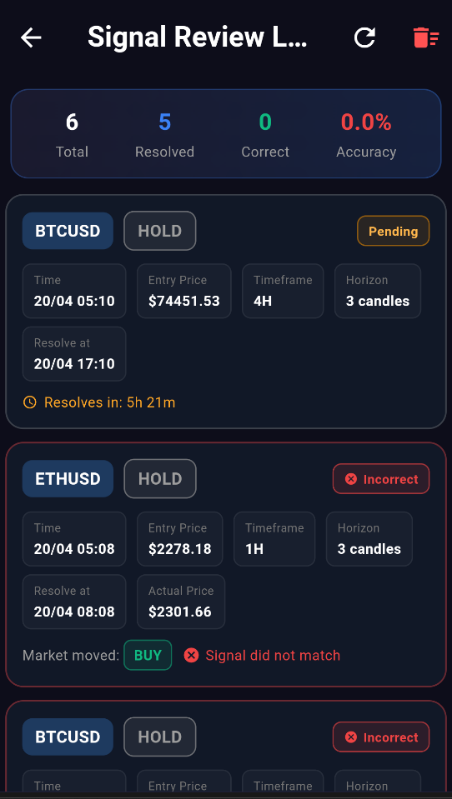 Signal Review L...
6 5 0 0.0%
Total Resolved Correct Accuracy
BTCUSD HOLD Pending
Time Entry Price Timeframe Horizon
20/04 05:10 $74451.53 4H 3 candles
Resolve at
20/04 17:10
Resolves in: 5h 21m
ETHUSD HOLD Incorrect
Time Entry Price Timeframe Horizon
20/04 05:08 $2278.18 1H 3 candles
Resolve at Actual Price
20/04 08:08 $2301.66
Market moved: BUY Signal did not match
BTCUSD HOLD Incorrect
Time Entry Price Timeframe Horizon